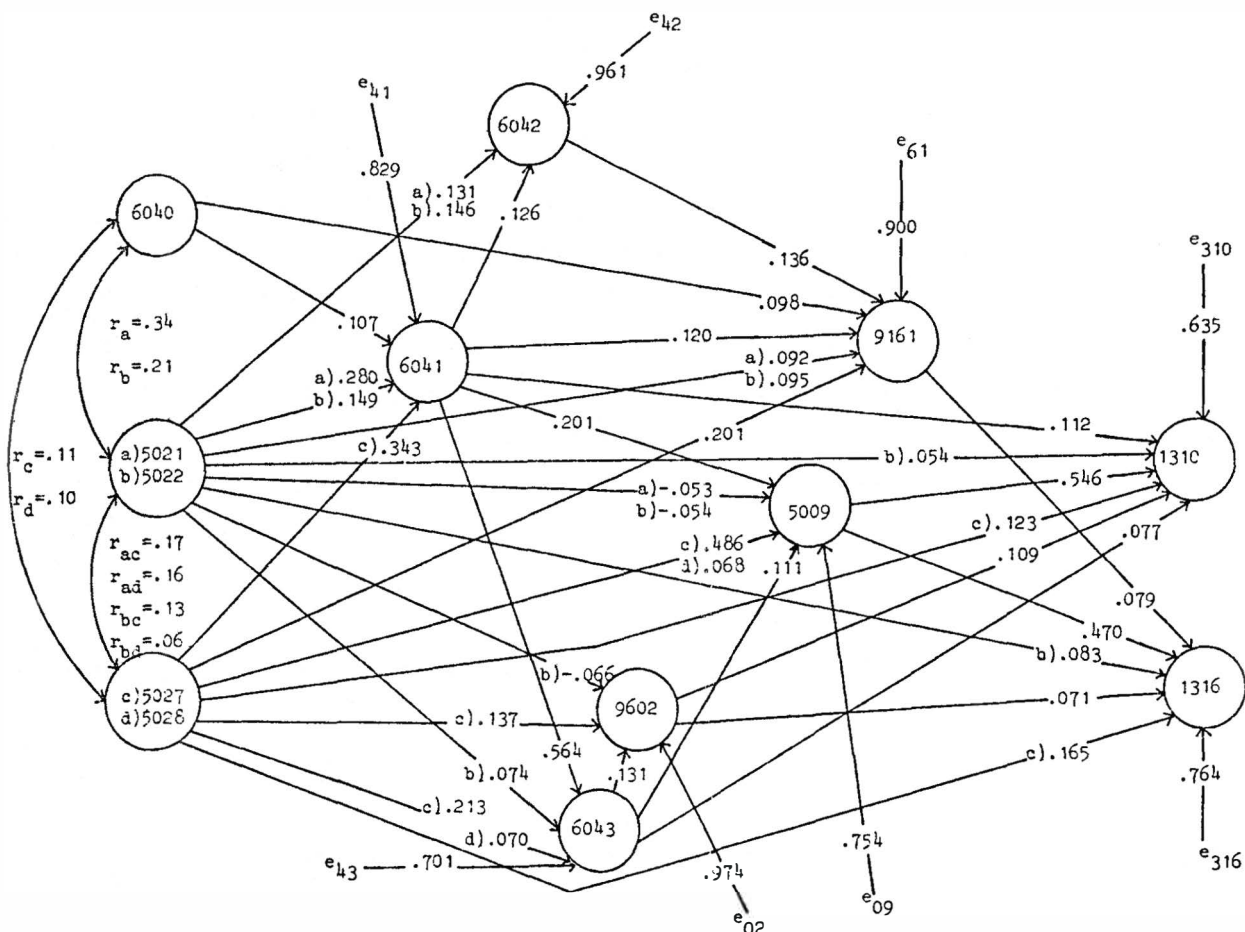 e42
.961
e41
6042
e61
.829
a).131
b).146
.126
6040
.136
.900
e310
.098
ra=.34
.107
.635
.120
9161
rb=.21
6041
a).092
b).095
a).280
b).149
.201
.201
.112
c).343
a)5021
b)5022
b).054
1310
rc=.11
rd=.10
a)-.053
b)-.054
.546
5009
c).123
.077
rac=.17
c).486
d).068
.111
.109
rad=.16
rbc=.13
.079
rbd=.06
.470
b).083
b)-.066
c)5027
d)5028
9602
1316
c).137
.071
.564
c).165
b).074
.131
.764
c).213
6043
d).070
.754
e43
.701
.974
e316
e09
e02